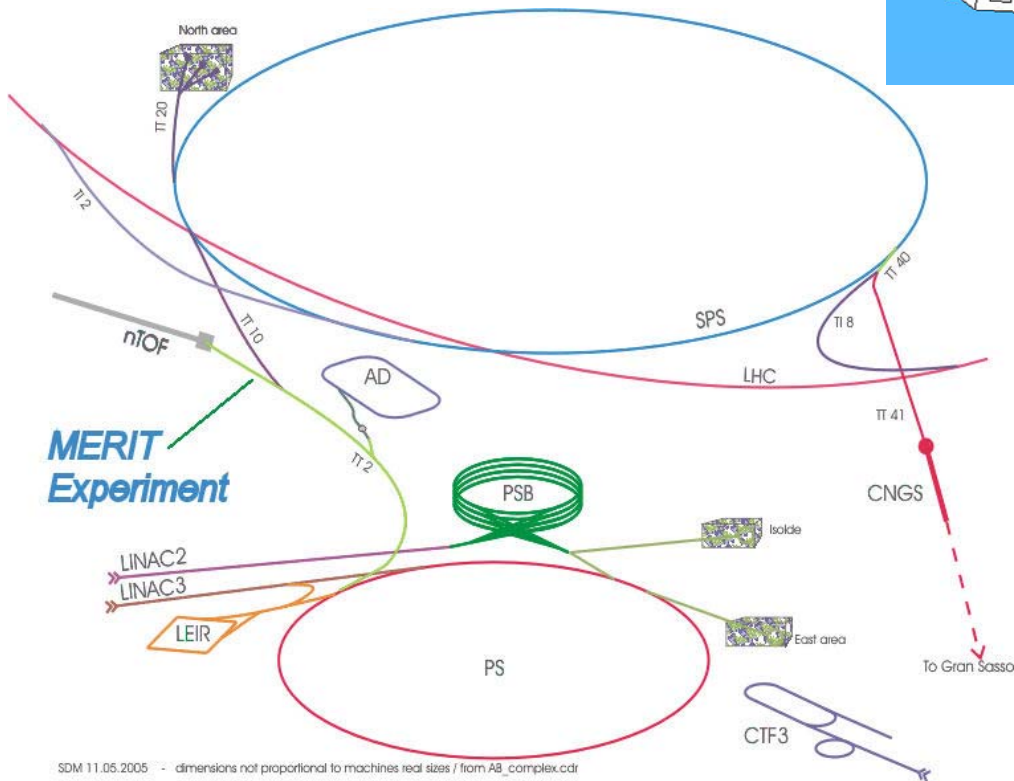 North area
TT 20
TI 2
TT 40
SPS
TI 8
nTOF
TT 10
LHC
AD
TT 41
MERIT
Experiment
TT 2
PSB
CNGS
Isolde
LINAC2
LINAC3
LEIR
East area
PS
To Gran Sasso
CTF3
SDM 11.05.2005 - dimensions not proportional to machines real sizes / from AB_complex.cdr